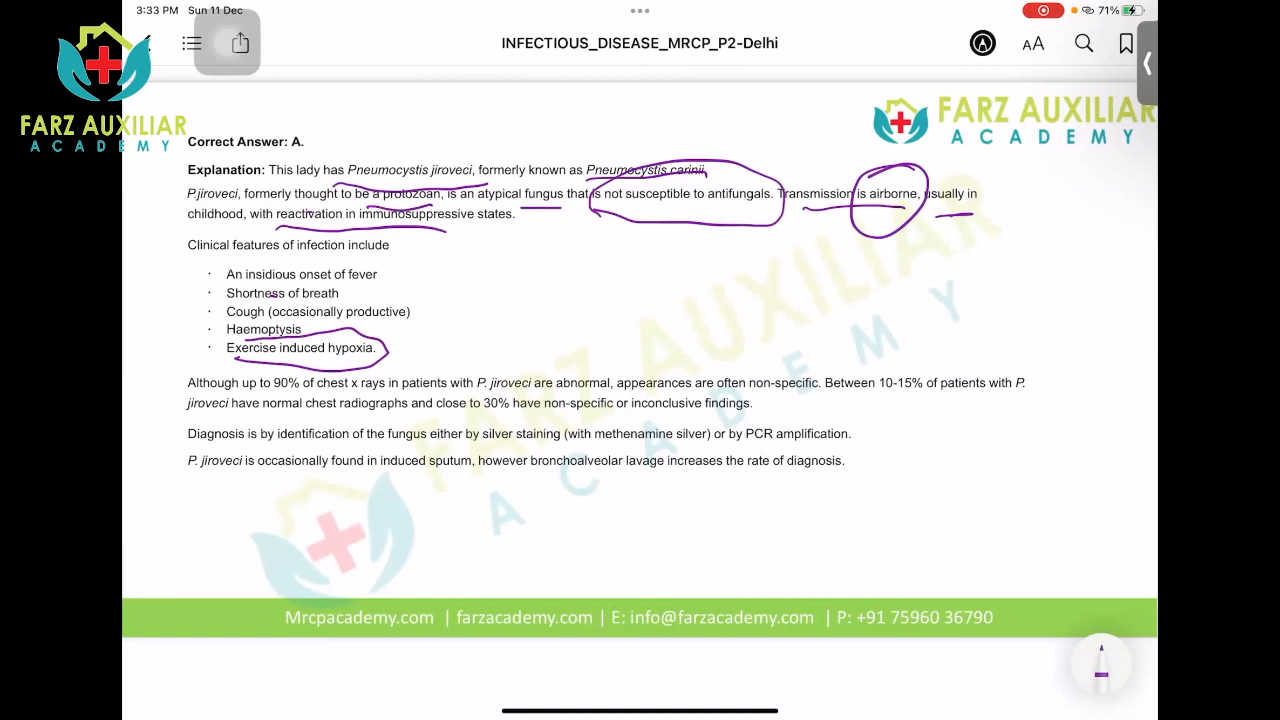 3:33 PM Sun 11 Dec
71%
INFECTIOUS_DISEASE_MRCP_P2-Delhi
AA
FARZ AUXILIAR
ACADEMY
FARZ AUXILIAR
ACADEMY
Correct Answer: A.
Explanation: This lady has Pneumocystis jiroveci, formerly known as Pneumocystis carinii.
P.jiroveci, formerly thought to be a protozoan, is an atypical fungus that is not susceptible to antifungals. Transmission is airborne, usually in
childhood, with reactivation in immunosuppressive states.
Clinical features of infection include
· An insidious onset of fever
· Shortness of breath
· Cough (occasionally productive)
· Haemoptysis
· Exercise induced hypoxia.
Although up to 90% of chest x rays in patients with P. jiroveci are abnormal, appearances are often non-specific. Between 10-15% of patients with P.
jiroveci have normal chest radiographs and close to 30% have non-specific or inconclusive findings.
Diagnosis is by identification of the fungus either by silver staining (with methenamine silver) or by PCR amplification.
P. jiroveci is occasionally found in induced sputum, however bronchoalveolar lavage increases the rate of diagnosis.
FARZ AUXILIAR
ACADEMY
Mrcpacademy.com | farzacademy.com | E: info@farzacademy.com | P: +91 75960 36790